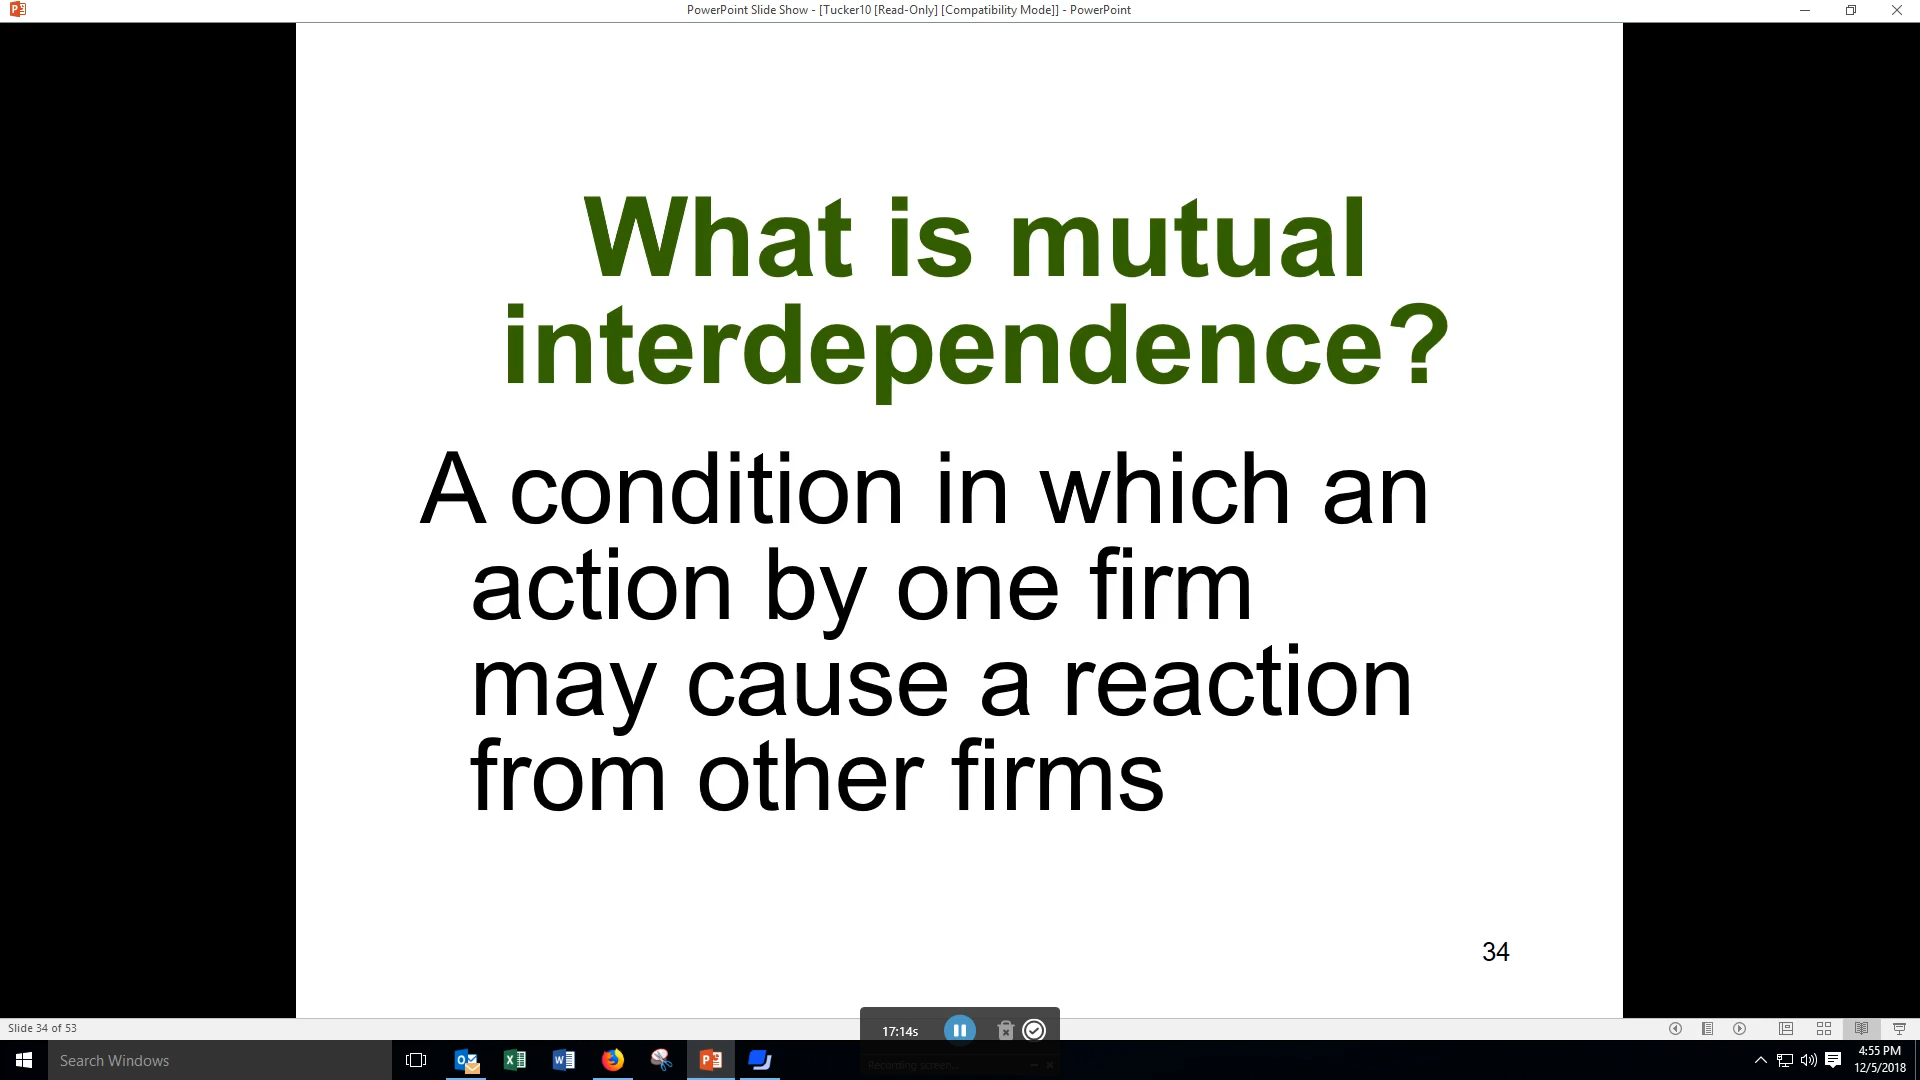 PowerPoint Slide Show - [Tucker10 [Read-Only] [Compatibility Mode]] - PowerPoint
What is mutual
interdependence?
A condition in which an
action by one firm
may cause a reaction
from other firms
34
Slide 34 of 53
17:14s
Recording screen...
Search Windows
4:55 PM
12/5/2018